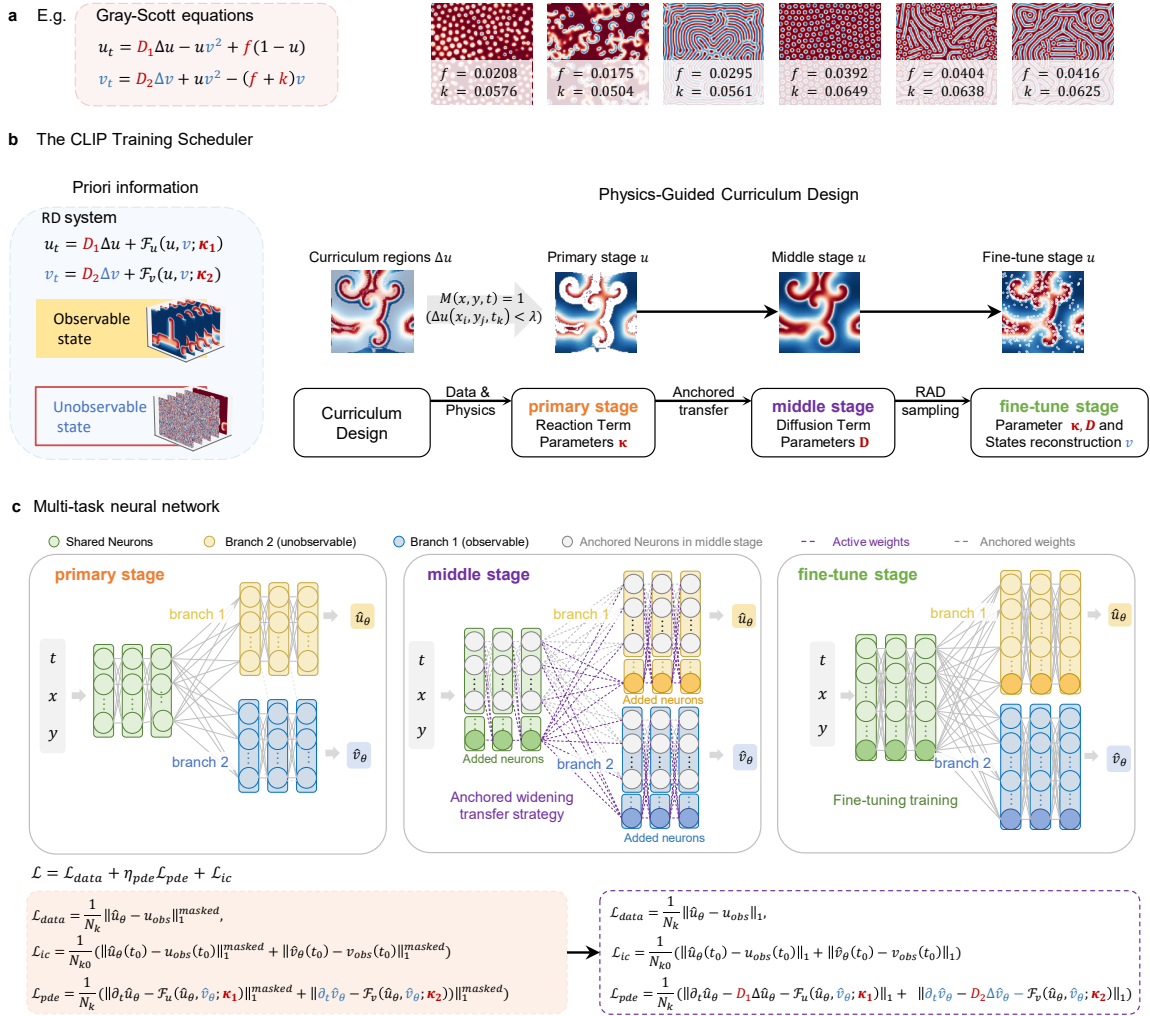 a E.g. Gray-Scott equations
u_t = D_1Δu − uv^2 + f(1 − u)
v_t = D_2Δv + uv^2 − (f + k)v
f = 0.0208
k = 0.0576
f = 0.0175
k = 0.0504
f = 0.0295
k = 0.0561
f = 0.0392
k = 0.0649
f = 0.0404
k = 0.0638
f = 0.0416
k = 0.0625
b The CLIP Training Scheduler
Priori information
RD system
u_t = D_1Δu + ℱ_u(u, v; κ_1)
v_t = D_2Δv + ℱ_v(u, v; κ_2)
Observable
state
Unobservable
state
Physics-Guided Curriculum Design
Curriculum regions Δu
M(x, y, t) = 1
(Δu(x_i, y_j, t_k) < λ)
Primary stage u
Middle stage u
Fine-tune stage u
Curriculum
Design
Data &
Physics
primary stage
Reaction Term
Parameters κ
Anchored
transfer
middle stage
Diffusion Term
Parameters D
RAD
sampling
fine-tune stage
Parameter κ, D and
States reconstruction v
c Multi-task neural network
Shared Neurons
Branch 2 (unobservable)
Branch 1 (observable)
Anchored Neurons in middle stage
Active weights
Anchored weights
primary stage
t
x
y
branch 1
branch 2
û_θ
v̂_θ
middle stage
t
x
y
Added neurons
branch 1
branch 2
Added neurons
Added neurons
Anchored widening
transfer strategy
û_θ
v̂_θ
fine-tune stage
t
x
y
branch 1
branch 2
Fine-tuning training
û_θ
v̂_θ
ℒ = ℒ_data + η_pde ℒ_pde + ℒ_ic
ℒ_data = 1/N_k ‖û_θ − u_obs‖_1^masked,
ℒ_ic = 1/N_k0 (‖û_θ(t_0) − u_obs(t_0)‖_1^masked + ‖v̂_θ(t_0) − v_obs(t_0)‖_1^masked)
ℒ_pde = 1/N_k (‖∂_t û_θ − ℱ_u(û_θ, v̂_θ; κ_1)‖_1^masked + ‖∂_t v̂_θ − ℱ_v(û_θ, v̂_θ; κ_2))‖_1^masked)
ℒ_data = 1/N_k ‖û_θ − u_obs‖_1,
ℒ_ic = 1/N_k0 (‖û_θ(t_0) − u_obs(t_0)‖_1 + ‖v̂_θ(t_0) − v_obs(t_0)‖_1)
ℒ_pde = 1/N_k (‖∂_t û_θ − D_1Δû_θ − ℱ_u(û_θ, v̂_θ; κ_1)‖_1 + ‖∂_t v̂_θ − D_2Δv̂_θ − ℱ_v(û_θ, v̂_θ; κ_2)‖_1)